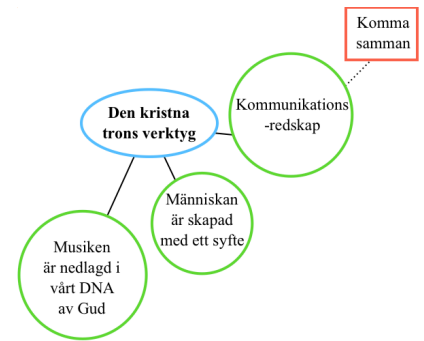 Komma
samman
Kommunikations
-redskap
Den kristna
trons verktyg
Människan
är skapad
med ett syfte
Musiken
är nedlagd i
vårt DNA
av Gud